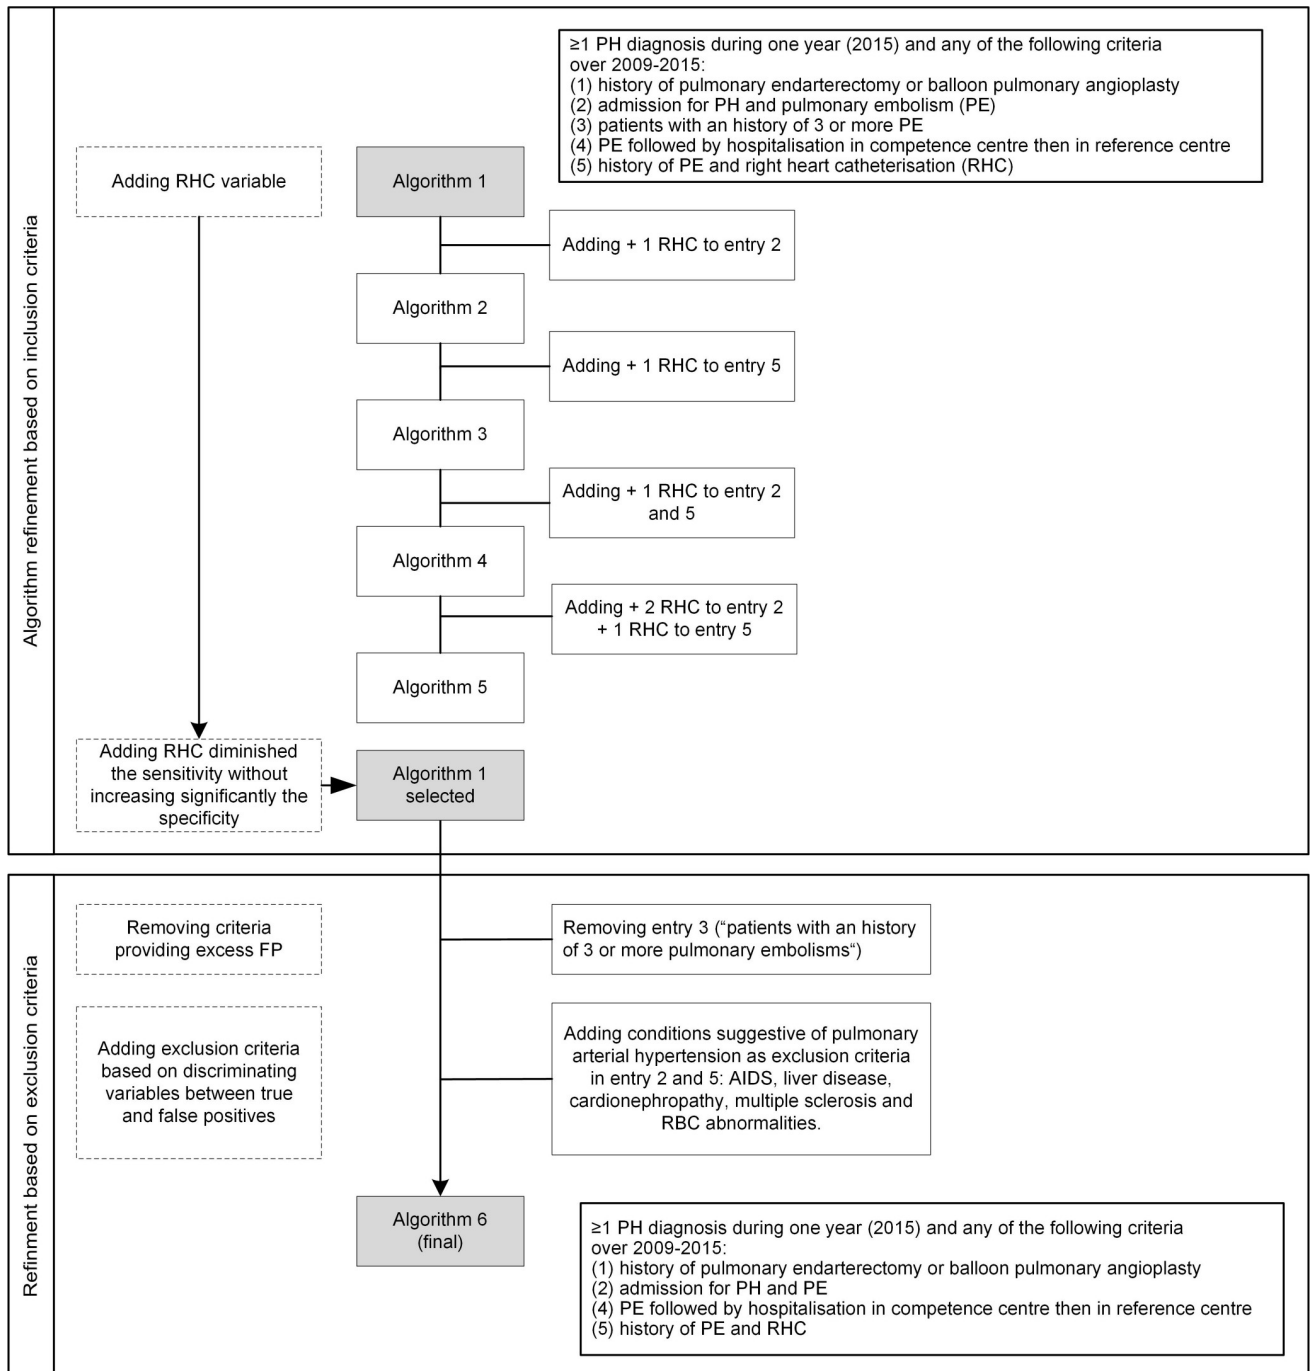 Algorithm refinement based on inclusion criteria
≥1 PH diagnosis during one year (2015) and any of the following criteria
over 2009-2015:
(1) history of pulmonary endarterectomy or balloon pulmonary angioplasty
(2) admission for PH and pulmonary embolism (PE)
(3) patients with an history of 3 or more PE
(4) PE followed by hospitalisation in competence centre then in reference centre
(5) history of PE and right heart catheterisation (RHC)
Adding RHC variable
Algorithm 1
Adding + 1 RHC to entry 2
Algorithm 2
Adding + 1 RHC to entry 5
Algorithm 3
Adding + 1 RHC to entry 2
and 5
Algorithm 4
Adding + 2 RHC to entry 2
+ 1 RHC to entry 5
Algorithm 5
Adding RHC diminished
the sensitivity without
increasing significantly the
specificity
Algorithm 1
selected
Refinment based on exclusion criteria
Removing criteria
providing excess FP
Removing entry 3 (“patients with an history
of 3 or more pulmonary embolisms“)
Adding exclusion criteria
based on discriminating
variables between true
and false positives
Adding conditions suggestive of pulmonary
arterial hypertension as exclusion criteria
in entry 2 and 5: AIDS, liver disease,
cardionephropathy, multiple sclerosis and
RBC abnormalities.
Algorithm 6
(final)
≥1 PH diagnosis during one year (2015) and any of the following criteria
over 2009-2015:
(1) history of pulmonary endarterectomy or balloon pulmonary angioplasty
(2) admission for PH and PE
(4) PE followed by hospitalisation in competence centre then in reference centre
(5) history of PE and RHC